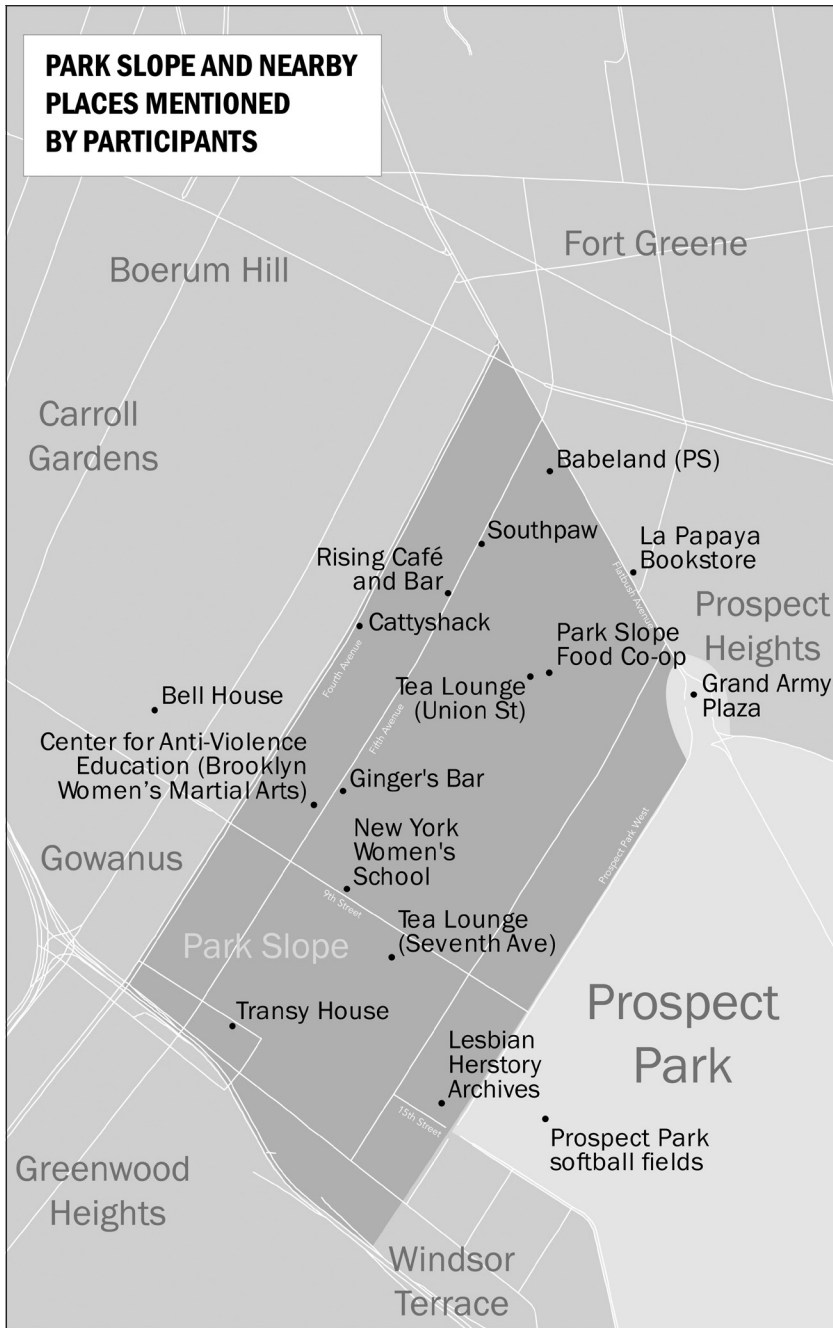 PARK SLOPE AND NEARBY
PLACES MENTIONED
BY PARTICIPANTS
Fort Greene
Boerum Hill
Carroll
Gardens
Babeland (PS)
Southpaw
La Papaya
Bookstore
Rising Café
and Bar
Flatbush Avenue
Prospect
Heights
Cattyshack
Park Slope
Food Co-op
Fourth Avenue
Tea Lounge
(Union St)
Grand Army
Plaza
Bell House
Fifth Avenue
Center for Anti-Violence
Education (Brooklyn
Women’s Martial Arts)
Ginger's Bar
New York
Women's
School
Prospect Park West
Gowanus
9th Street
Tea Lounge
(Seventh Ave)
Park Slope
Transy House
Prospect
Park
Lesbian
Herstory
Archives
15th Street
Prospect Park
softball fields
Greenwood
Heights
Windsor
Terrace